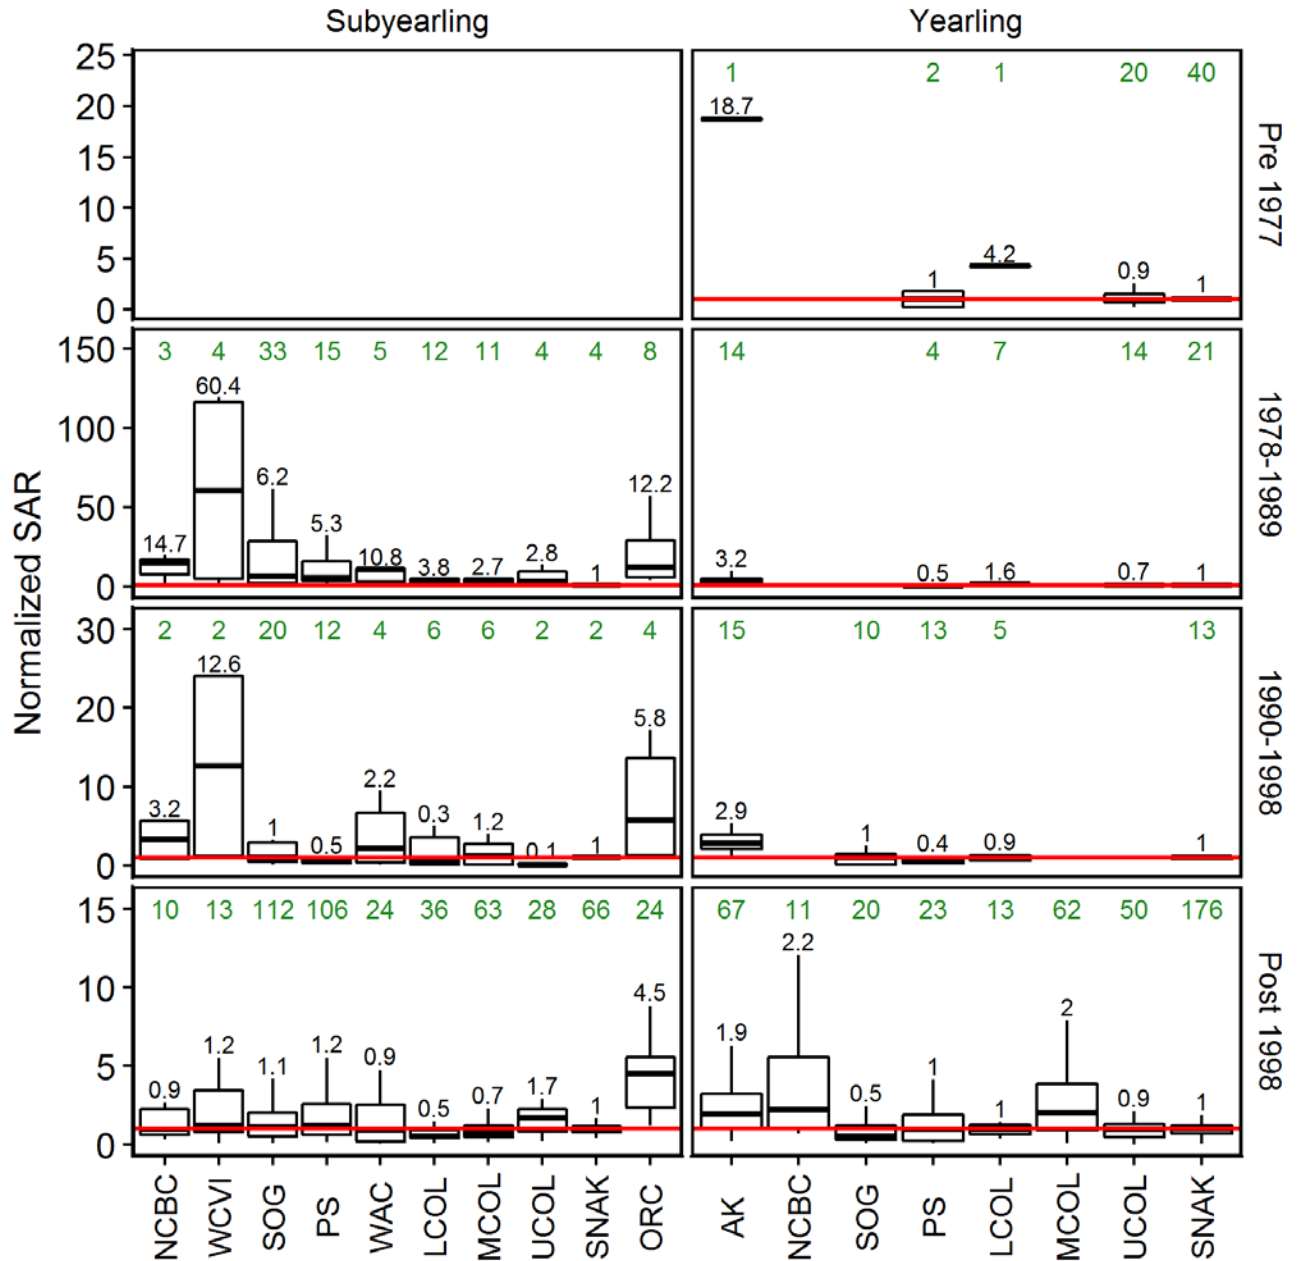 Subyearling Yearling
25
20
15
10
5
0
1 2 1 20 40
18.7 1 4.2 0.9 1
Pre 1977
150
100
50
0
3 4 33 15 5 12 11 4 4 8
14.7 60.4 6.2 5.3 10.8 3.8 2.7 2.8 1 12.2
14 4 7 14 21
3.2 0.5 1.6 0.7 1
1978-1989
Normalized SAR
30
20
10
0
2 2 20 12 4 6 6 2 2 4
3.2 12.6 1 0.5 2.2 0.3 1.2 0.1 1 5.8
15 10 13 5 13
2.9 1 0.4 0.9 1
1990-1998
15
10
5
0
10 13 112 106 24 36 63 28 66 24
0.9 1.2 1.1 1.2 0.9 0.5 0.7 1.7 1 4.5
67 11 20 23 13 62 50 176
1.9 2.2 0.5 1 1 2 0.9 1
Post 1998
NCBC WCVI SOG PS WAC LCOL MCOL UCOL SNAK ORC
AK NCBC SOG PS LCOL MCOL UCOL SNAK